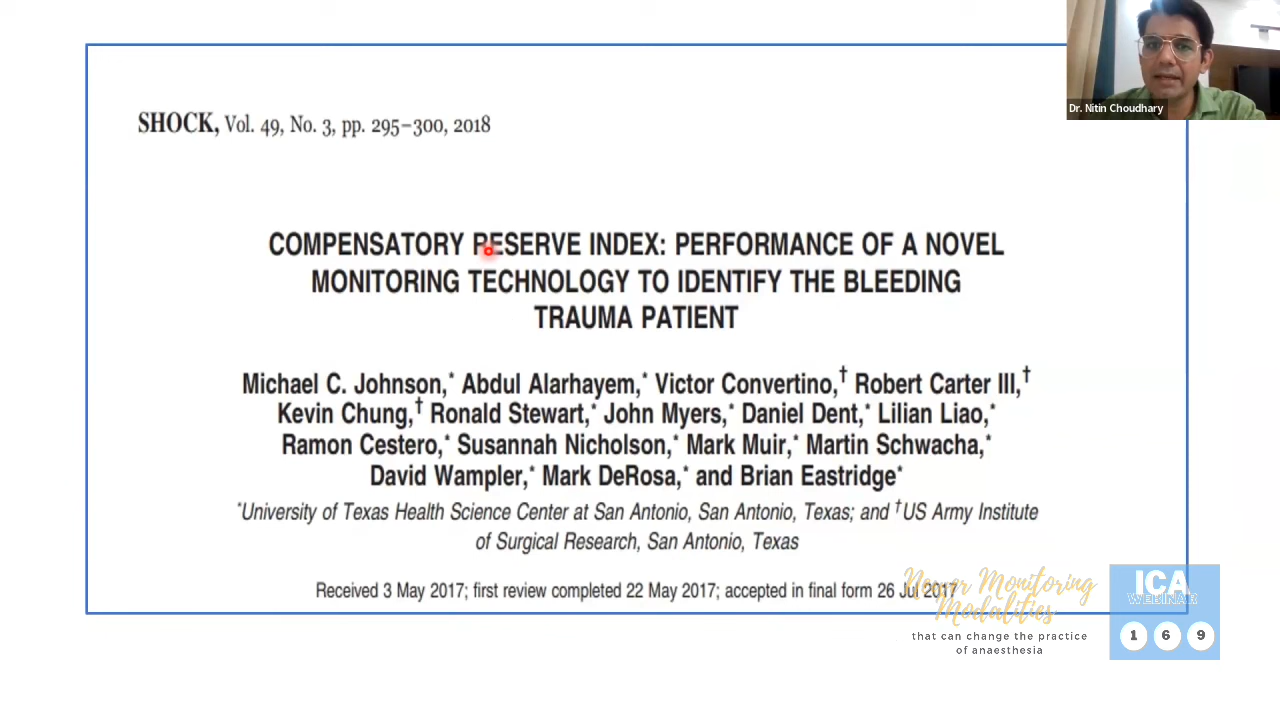 Dr. Nitin Choudhary
SHOCK, Vol. 49, No. 3, pp. 295–300, 2018
COMPENSATORY RESERVE INDEX: PERFORMANCE OF A NOVEL
MONITORING TECHNOLOGY TO IDENTIFY THE BLEEDING
TRAUMA PATIENT
Michael C. Johnson,* Abdul Alarhayem,* Victor Convertino,† Robert Carter III,†
Kevin Chung,† Ronald Stewart,* John Myers,* Daniel Dent,* Lilian Liao,*
Ramon Cestero,* Susannah Nicholson,* Mark Muir,* Martin Schwacha,*
David Wampler,* Mark DeRosa,* and Brian Eastridge*
*University of Texas Health Science Center at San Antonio, San Antonio, Texas; and †US Army Institute
of Surgical Research, San Antonio, Texas
Received 3 May 2017; first review completed 22 May 2017; accepted in final form 26 Jul 2017
Newer Monitoring
Modalities
that can change the practice
of anaesthesia
ICA
WEBINAR
1 6 9